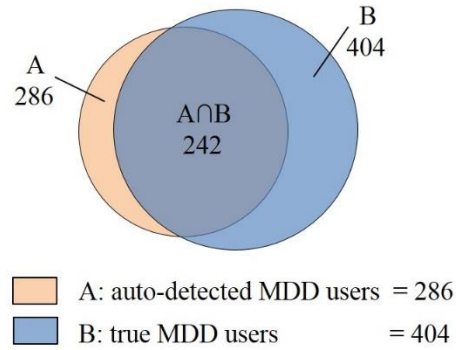 B
404
A
286
A∩B
242
A: auto-detected MDD users = 286
B: true MDD users = 404